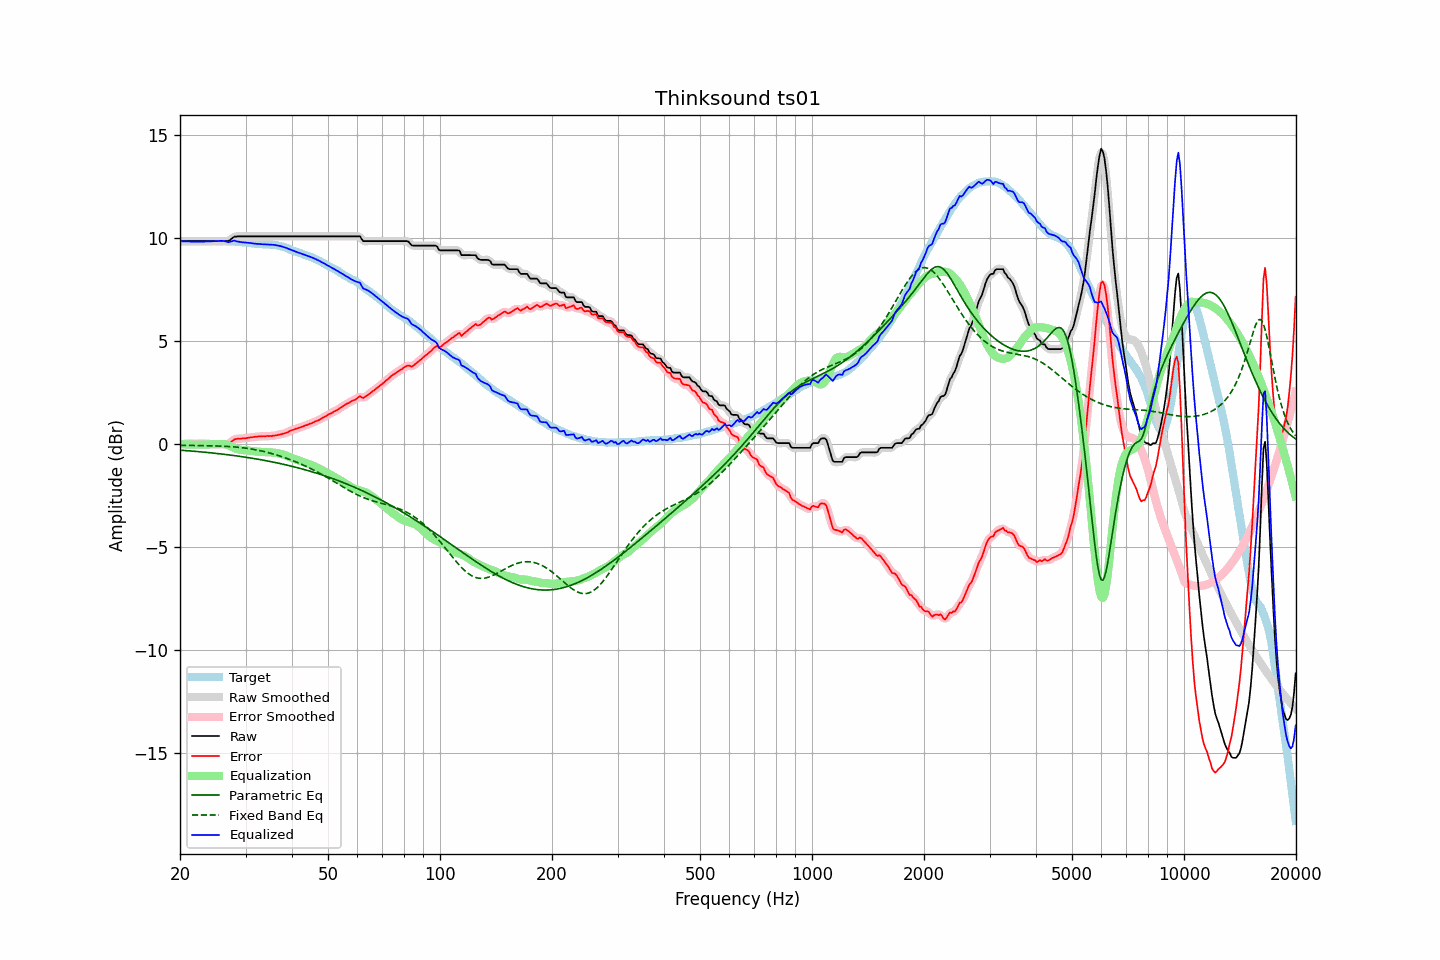 Thinksound ts01
15
10
5
0
−5
−10
−15
Amplitude (dBr)
Target
Raw Smoothed
Error Smoothed
Raw
Error
Equalization
Parametric Eq
Fixed Band Eq
Equalized
20 50 100 200 500 1000 2000 5000 10000 20000
Frequency (Hz)